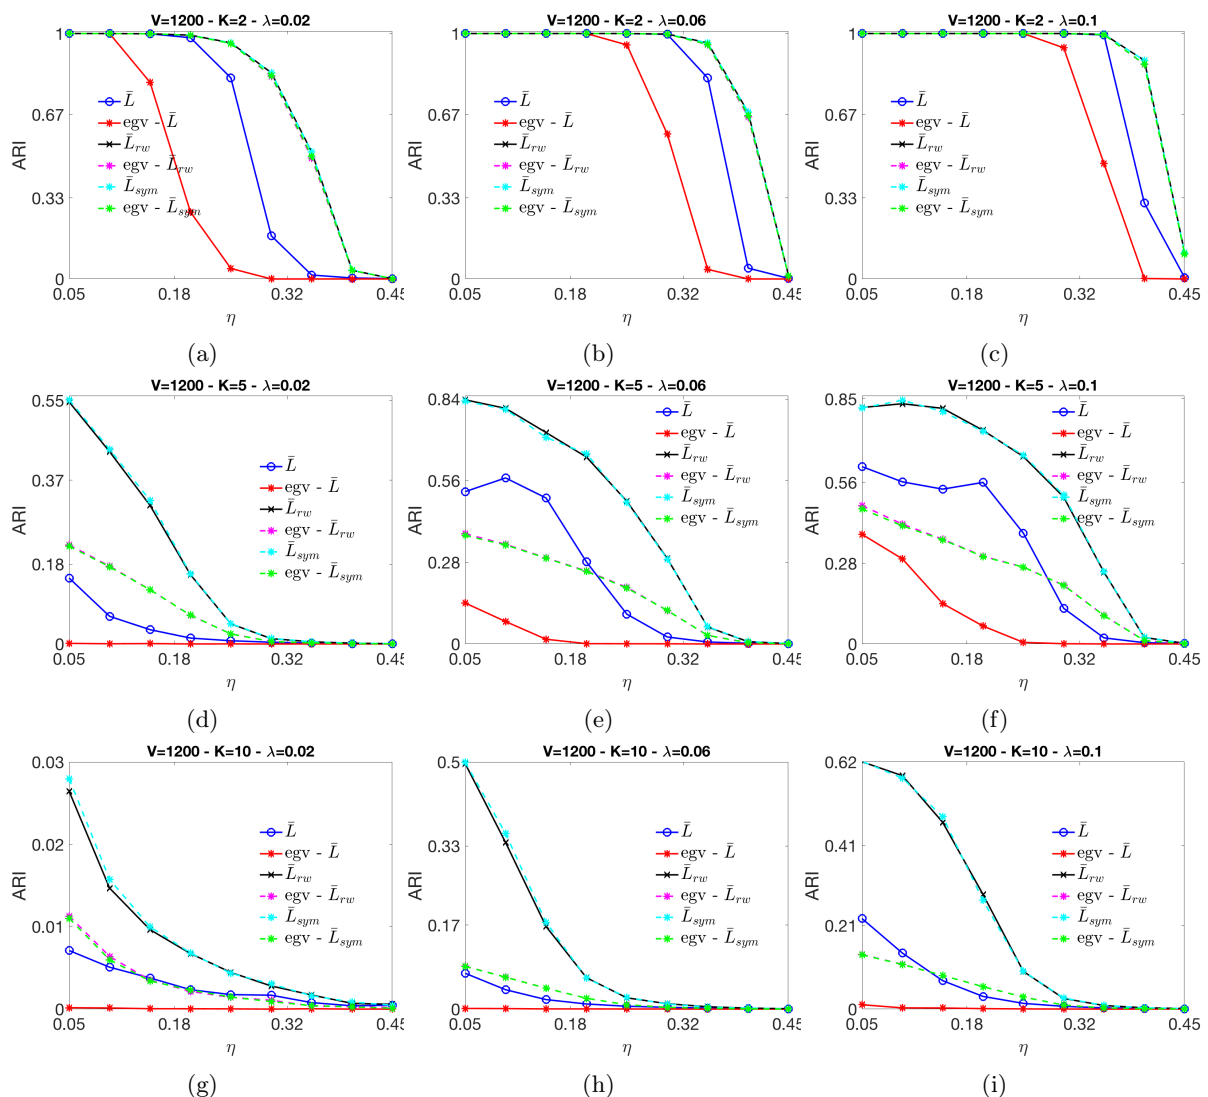 V=1200 - K=2 - λ=0.02
V=1200 - K=2 - λ=0.06
V=1200 - K=2 - λ=0.1
ARI
1
0.67
0.33
0
L̄
egv - L̄
L̄rw
egv - L̄rw
L̄sym
egv - L̄sym
0.05 0.18 0.32 0.45
η
(a)
ARI
1
0.67
0.33
0
L̄
egv - L̄
L̄rw
egv - L̄rw
L̄sym
egv - L̄sym
0.05 0.18 0.32 0.45
η
(b)
ARI
1
0.67
0.33
0
L̄
egv - L̄
L̄rw
egv - L̄rw
L̄sym
egv - L̄sym
0.05 0.18 0.32 0.45
η
(c)
V=1200 - K=5 - λ=0.02
V=1200 - K=5 - λ=0.06
V=1200 - K=5 - λ=0.1
ARI
0.55
0.37
0.18
0
L̄
egv - L̄
L̄rw
egv - L̄rw
L̄sym
egv - L̄sym
0.05 0.18 0.32 0.45
η
(d)
ARI
0.84
0.56
0.28
0
L̄
egv - L̄
L̄rw
egv - L̄rw
L̄sym
egv - L̄sym
0.05 0.18 0.32 0.45
η
(e)
ARI
0.85
0.56
0.28
0
L̄
egv - L̄
L̄rw
egv - L̄rw
L̄sym
egv - L̄sym
0.05 0.18 0.32 0.45
η
(f)
V=1200 - K=10 - λ=0.02
V=1200 - K=10 - λ=0.06
V=1200 - K=10 - λ=0.1
ARI
0.03
0.02
0.01
0
L̄
egv - L̄
L̄rw
egv - L̄rw
L̄sym
egv - L̄sym
0.05 0.18 0.32 0.45
η
(g)
ARI
0.5
0.33
0.17
0
L̄
egv - L̄
L̄rw
egv - L̄rw
L̄sym
egv - L̄sym
0.05 0.18 0.32 0.45
η
(h)
ARI
0.62
0.41
0.21
0
L̄
egv - L̄
L̄rw
egv - L̄rw
L̄sym
egv - L̄sym
0.05 0.18 0.32 0.45
η
(i)